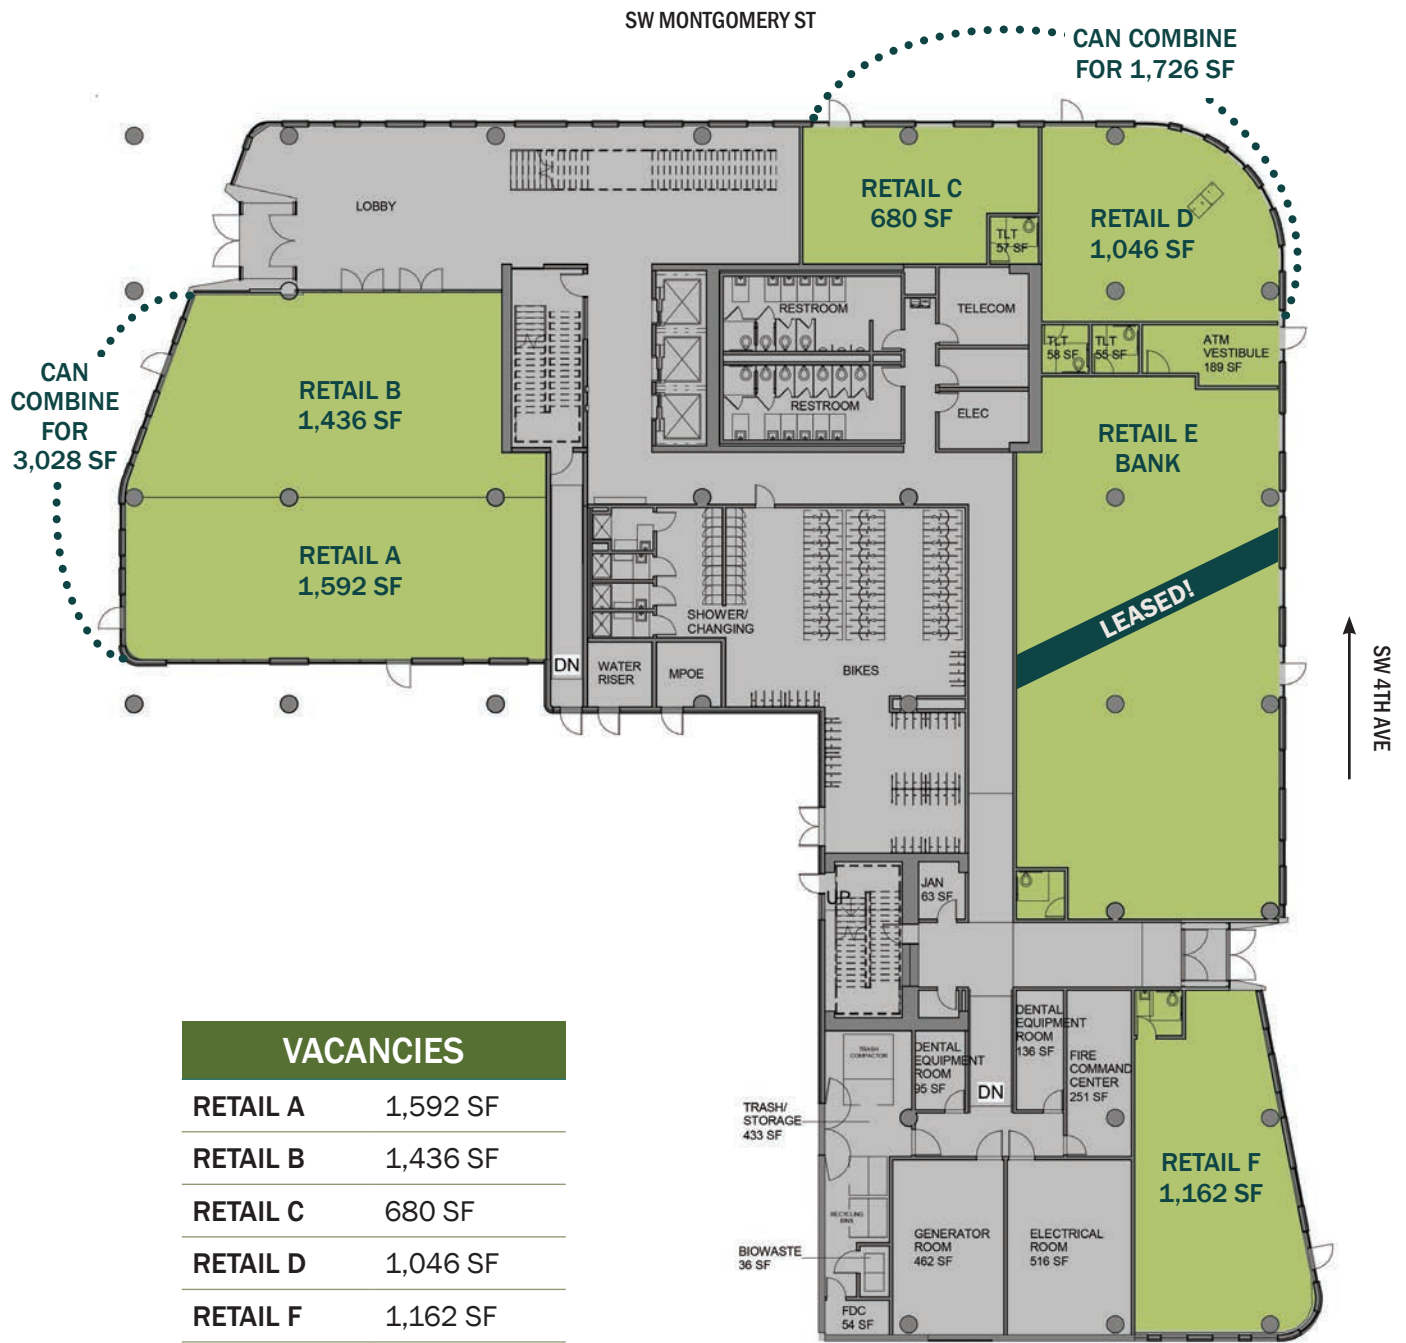 SW MONTGOMERY ST
CAN COMBINE
FOR 1,726 SF
RETAIL C
680 SF
TLT
57 SF
RETAIL D
1,046 SF
LOBBY
RESTROOM
TELECOM
TLT
58 SF
TLT
55 SF
ATM
VESTIBULE
189 SF
CAN
COMBINE
FOR
3,028 SF
RETAIL B
1,436 SF
RESTROOM
ELEC
RETAIL E
BANK
RETAIL A
1,592 SF
LEASED!
SHOWER/
CHANGING
BIKES
DN
WATER
RISER
MPOE
SW 4TH AVE
UP
JAN
63 SF
VACANCIES
RETAIL A 1,592 SF
RETAIL B 1,436 SF
RETAIL C 680 SF
RETAIL D 1,046 SF
RETAIL F 1,162 SF
TRASH
COMPACTOR
DENTAL
EQUIPMENT
ROOM
95 SF
DN
DENTAL
EQUIPMENT
ROOM
136 SF
FIRE
COMMAND
CENTER
251 SF
TRASH/
STORAGE
433 SF
RETAIL F
1,162 SF
RECYCLING
BINS
GENERATOR
ROOM
462 SF
ELECTRICAL
ROOM
516 SF
BIOWASTE
36 SF
FDC
54 SF